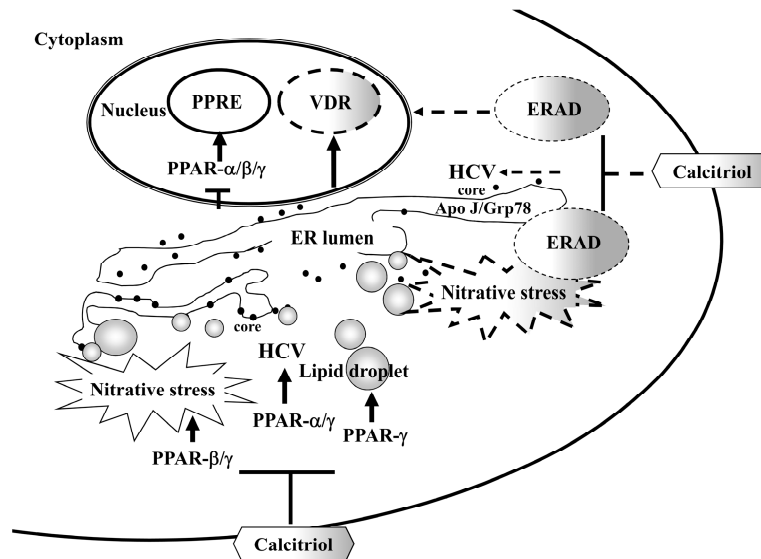 Cytoplasm
Nucleus
PPRE
VDR
ERAD
PPAR-α/β/γ
HCV
core
Calcitriol
Apo J/Grp78
ER lumen
ERAD
Nitrative stress
core
HCV
Lipid droplet
Nitrative stress
PPAR-α/γ
PPAR-γ
PPAR-β/γ
Calcitriol